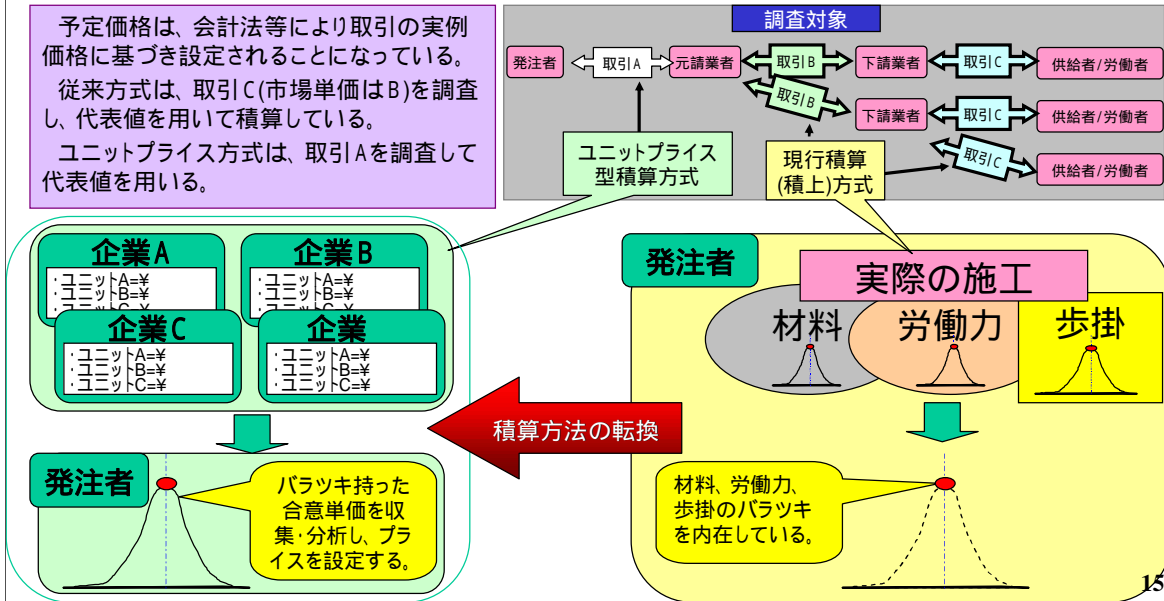 予定価格は、会計法等により取引の実例
価格に基づき設定されることになっている。
従来方式は、取引C(市場単価はB)を調査
し、代表値を用いて積算している。
ユニットプライス方式は、取引Aを調査して
代表値を用いる。
調査対象
発注者
取引A
元請業者
取引B
下請業者
取引C
供給者/労働者
取引B
下請業者
取引C
供給者/労働者
取引C
供給者/労働者
ユニットプライス
型積算方式
現行積算
(積上)方式
企業A
・ユニットA=¥
・ユニットB=¥
・ユニットC=¥
企業B
・ユニットA=¥
・ユニットB=¥
・ユニットC=¥
企業C
・ユニットA=¥
・ユニットB=¥
・ユニットC=¥
企業
・ユニットA=¥
・ユニットB=¥
・ユニットC=¥
発注者
バラツキ持った
合意単価を収
集・分析し、プラ
イスを設定する。
積算方法の転換
発注者
実際の施工
材料
労働力
歩掛
材料、労働力、
歩掛のバラツキ
を内在している。
15